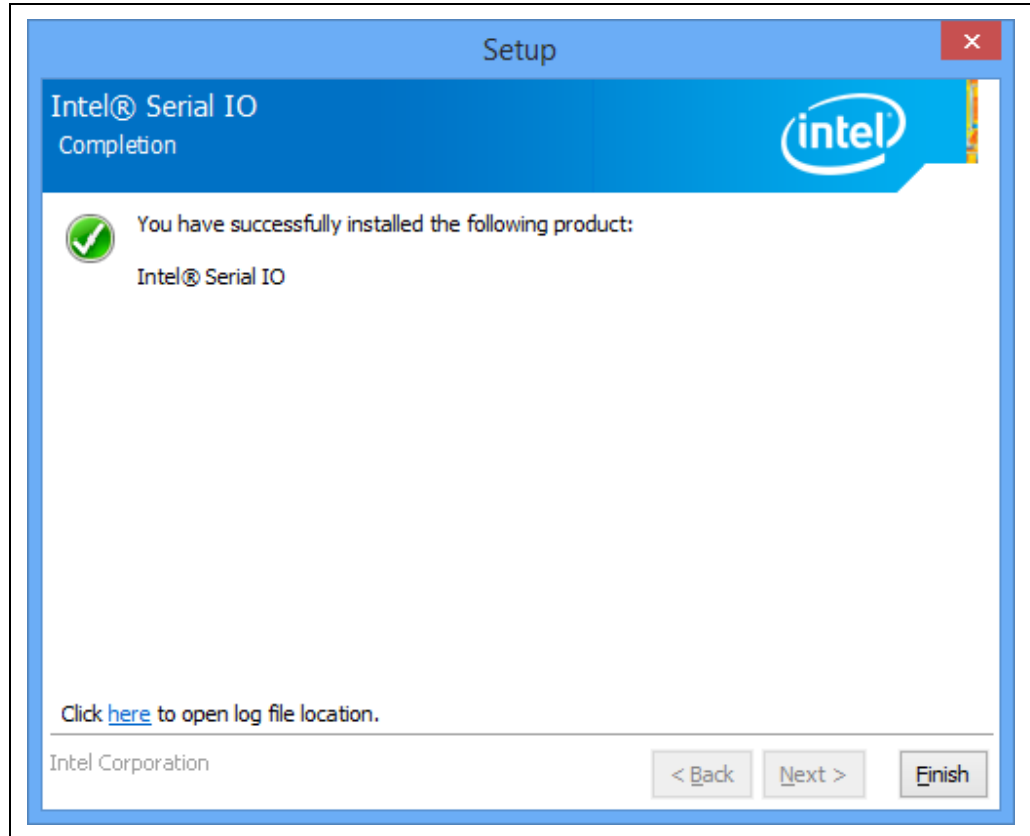 Setup
Intel® Serial IO
Completion
intel
You have successfully installed the following product:
Intel® Serial IO
Click here to open log file location.
Intel Corporation
< Back Next > Finish